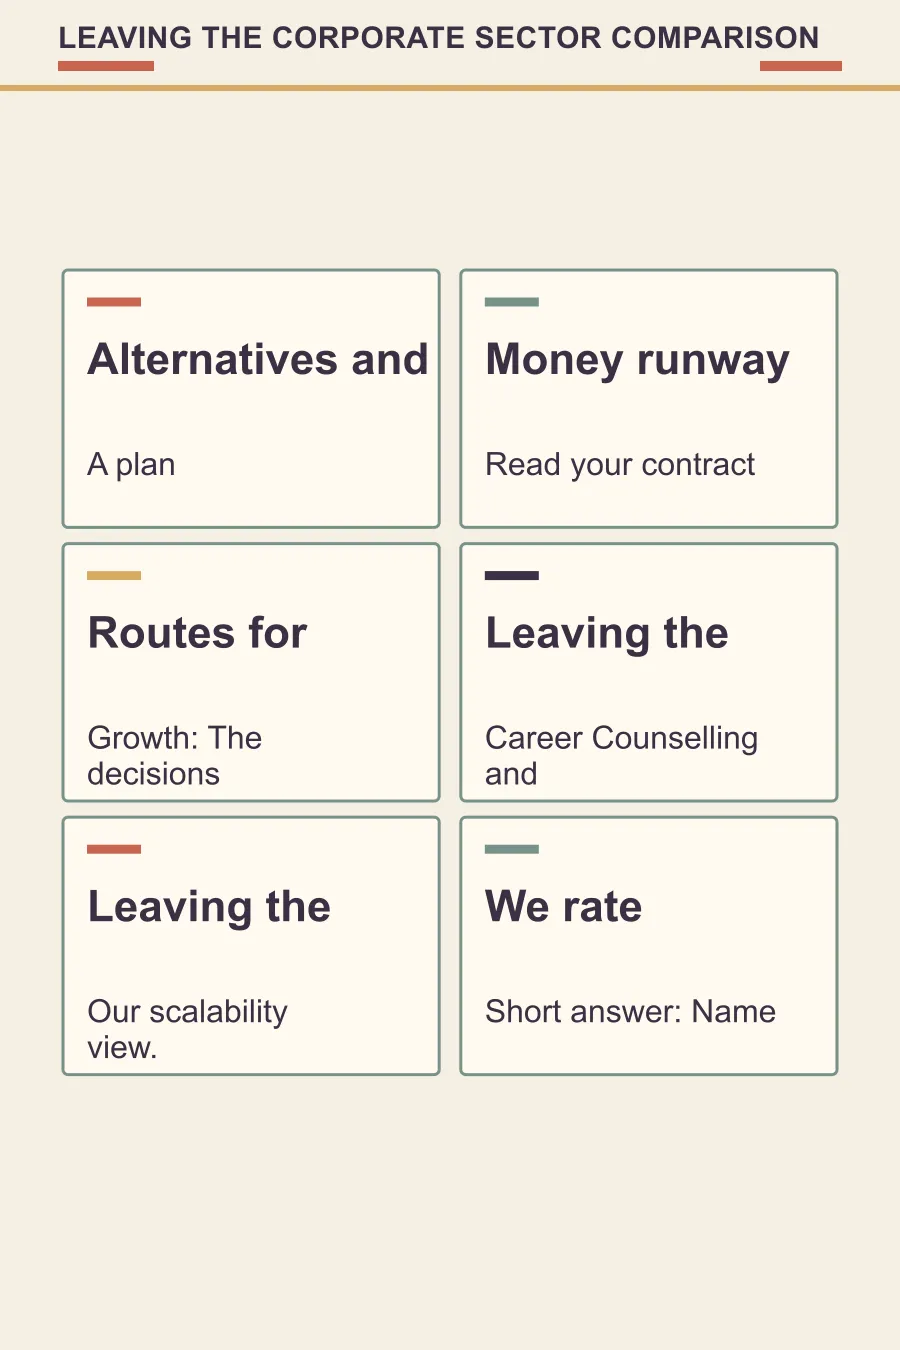 LEAVING THE CORPORATE SECTOR COMPARISON
Alternatives and
A plan
Money runway
Read your contract
Routes for
Growth: The
decisions
Leaving the
Career Counselling
and
Leaving the
Our scalability
view.
We rate
Short answer: Name